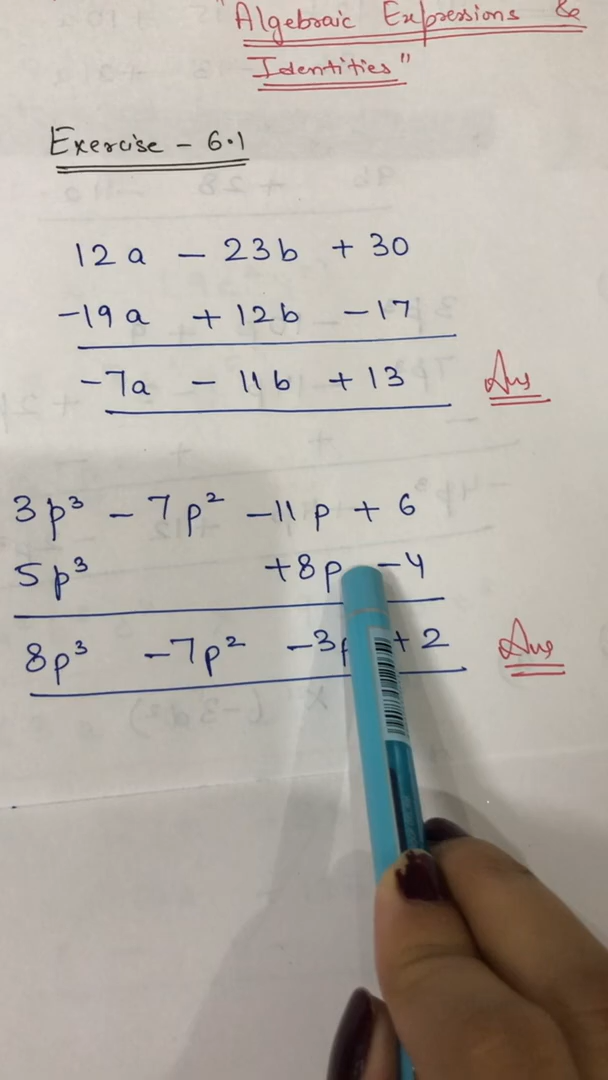 "Algebraic Expressions &
Identities"
Exercise - 6.1
12a - 23b + 30
-19a + 12b - 17
-7a - 11b + 13 Ans
3p³ - 7p² - 11p + 6
5p³ +8p - 4
8p³ - 7p² - 3p + 2 Ans